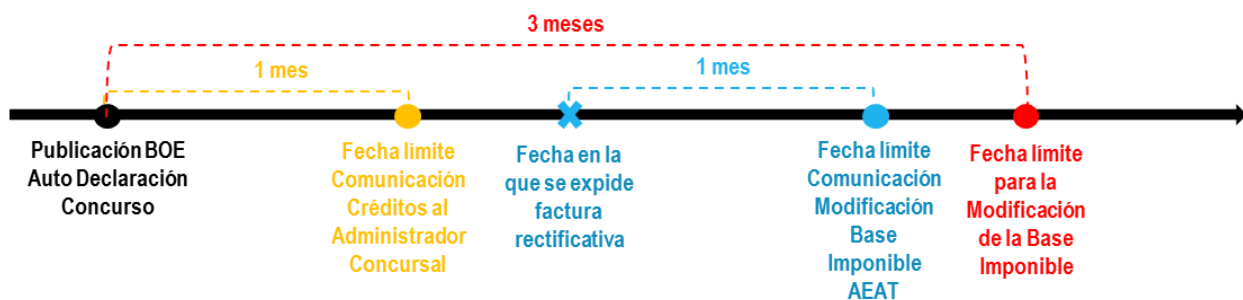 3 meses
1 mes
1 mes
Publicación BOE
Auto Declaración
Concurso
Fecha límite
Comunicación
Créditos al
Administrador
Concursal
Fecha en la
que se expide
factura
rectificativa
Fecha límite
Comunicación
Modificación
Base
Imponible
AEAT
Fecha límite
para la
Modificación
de la Base
Imponible